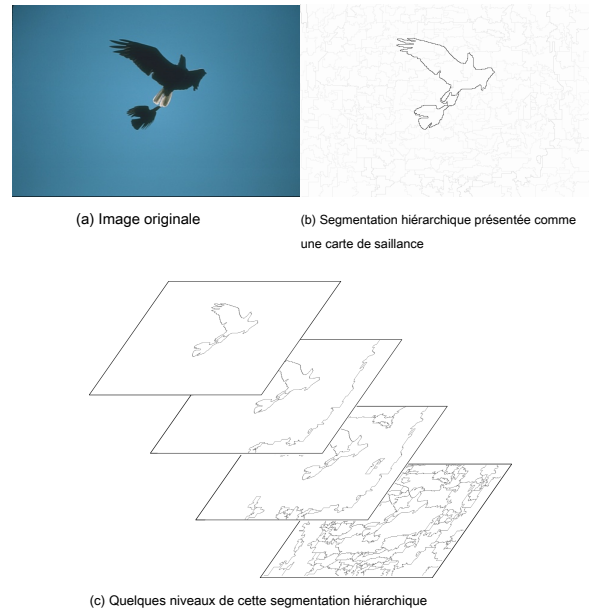 (a) Image originale
(b) Segmentation hiérarchique présentée comme
une carte de saillance
(c) Quelques niveaux de cette segmentation hiérarchique